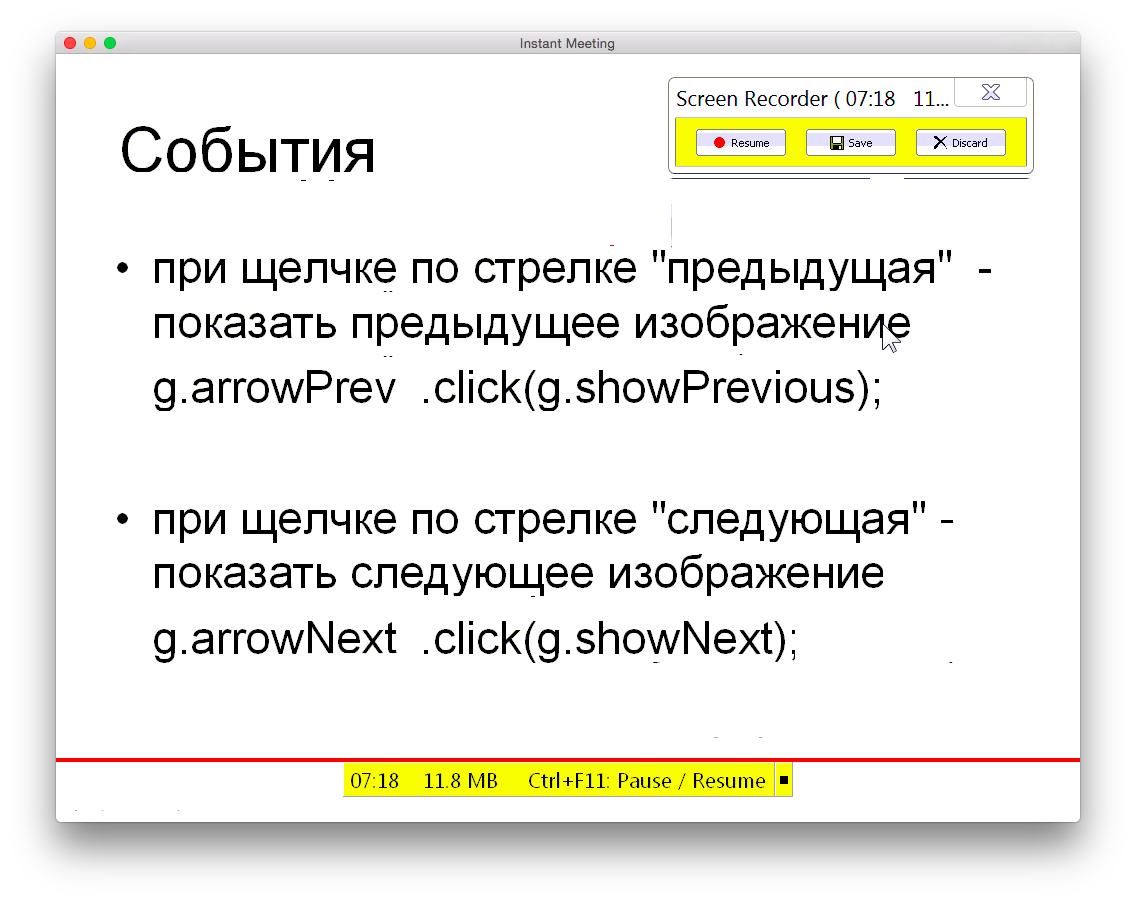 Instant Meeting
Screen Recorder ( 07:18 11...
Resume Save Discard
События
• при щелчке по стрелке "предыдущая" -
показать предыдущее изображение
g.arrowPrev .click(g.showPrevious);
• при щелчке по стрелке "следующая" -
показать следующее изображение
g.arrowNext .click(g.showNext);
07:18 11.8 MB Ctrl+F11: Pause / Resume